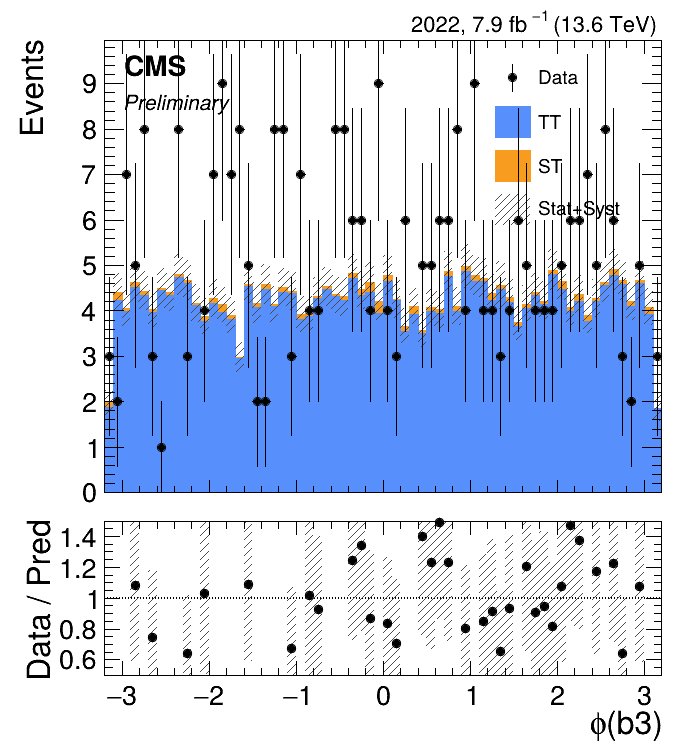 2022, 7.9 fb⁻¹ (13.6 TeV)
Events
CMS
Preliminary
Data
TT
ST
Stat+Syst
9
8
7
6
5
4
3
2
1
0
Data / Pred
1.4
1.2
1
0.8
0.6
−3 −2 −1 0 1 2 3
ϕ(b3)